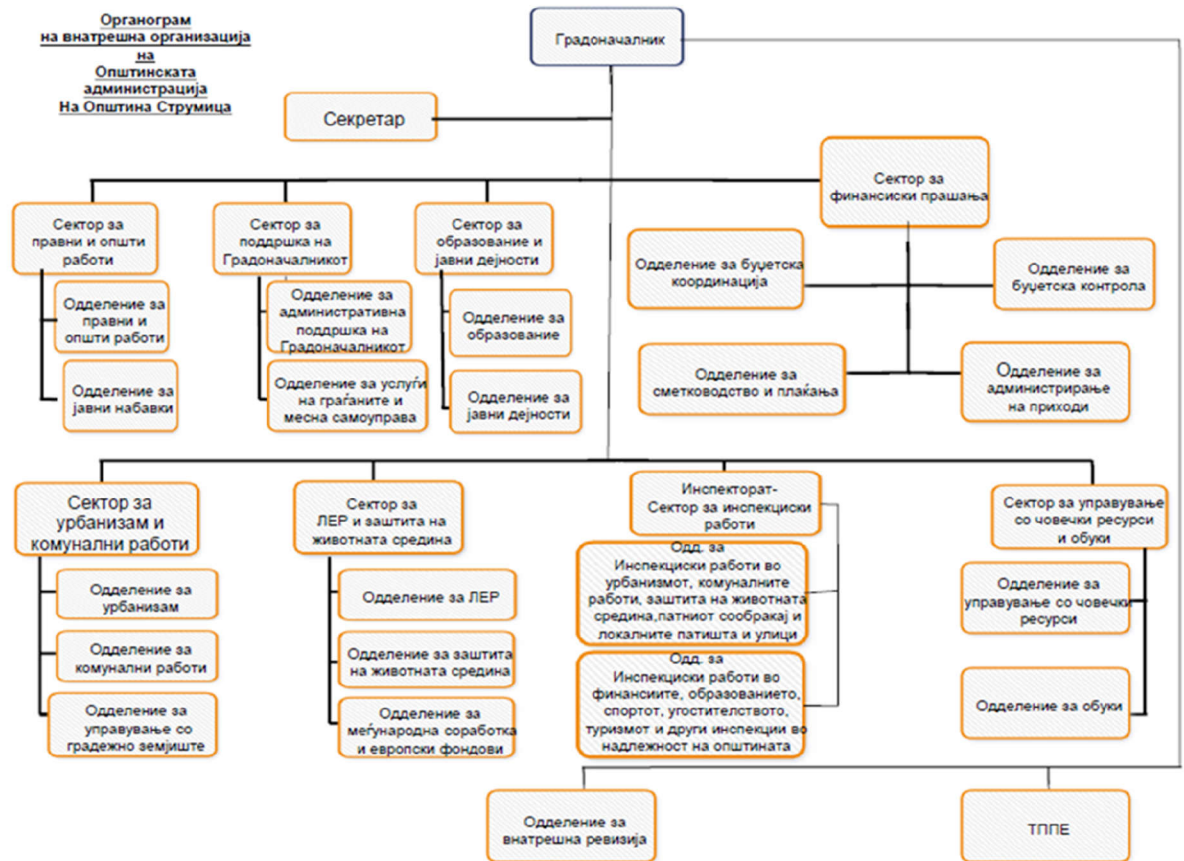 Органограм
на внатрешна организација
на
Општинската
администрација
На Општина Струмица
Градоначалник
Секретар
Сектор за
финансиски прашања
Сектор за
правни и општи
работи
Сектор за
поддршка на
Градоначалникот
Сектор за
образование и
јавни дејности
Одделение за
правни и
општи работи
Одделение за
јавни набавки
Одделение за
административна
поддршка на
Градоначалникот
Одделение за услуѓи
на граѓаните и
месна самоуправа
Одделение за
образование
Одделение за
јавни дејности
Одделение за буџетска
координација
Одделение за
буџетска контрола
Одделение за
сметководство и плаќања
Одделение за
администрирање
на приходи
Сектор за
урбанизам и
комунални работи
Одделение за
урбанизам
Одделение за
комунални работи
Одделение за
управување со
градежно земјиште
Сектор за
ЛЕР и заштита на
животната средина
Одделение за ЛЕР
Одделение за заштита
на животната средина
Одделение за
меѓународна соработка
и европски фондови
Инспекторат-
Сектор за инспекциски
работи
Одд. за
Инспекциски работи во
урбанизмот, комуналните
работи, заштита на животната
средина,патниот сообракај и
локалните патишта и улици
Одд. за
Инспекциски работи во
финансиите, образованието,
спортот, угостителството,
туризмот и други инспекции во
надлежност на општината
Сектор за управување
со човечки ресурси
и обуки
Одделение за
управување со човечки
ресурси
Одделение за обуки
Одделение за
внатрешна ревизија
ТППЕ